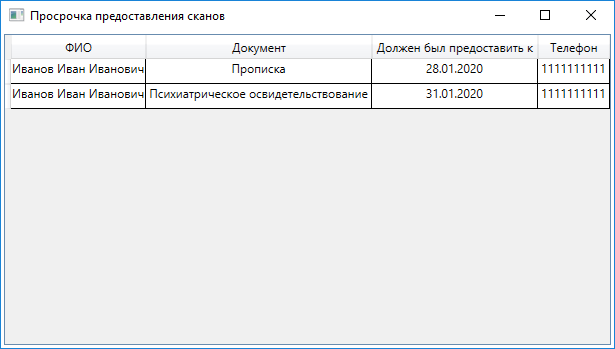 Просрочка предоставления сканов
ФИО Документ Должен был предоставить к Телефон
Иванов Иван Иванович Прописка 28.01.2020 1111111111
Иванов Иван Иванович Психиатрическое освидетельствование 31.01.2020 1111111111